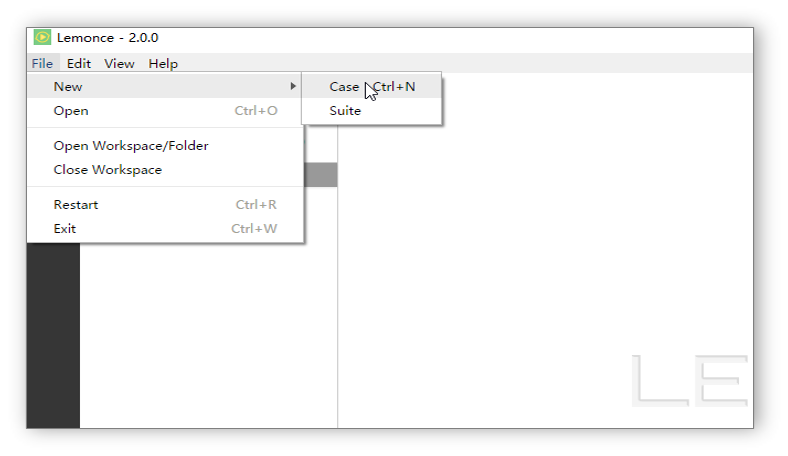 Lemonce - 2.0.0
File Edit View Help
New
Case Ctrl+N
Open Ctrl+O
Suite
Open Workspace/Folder
Close Workspace
Restart Ctrl+R
Exit Ctrl+W
LE